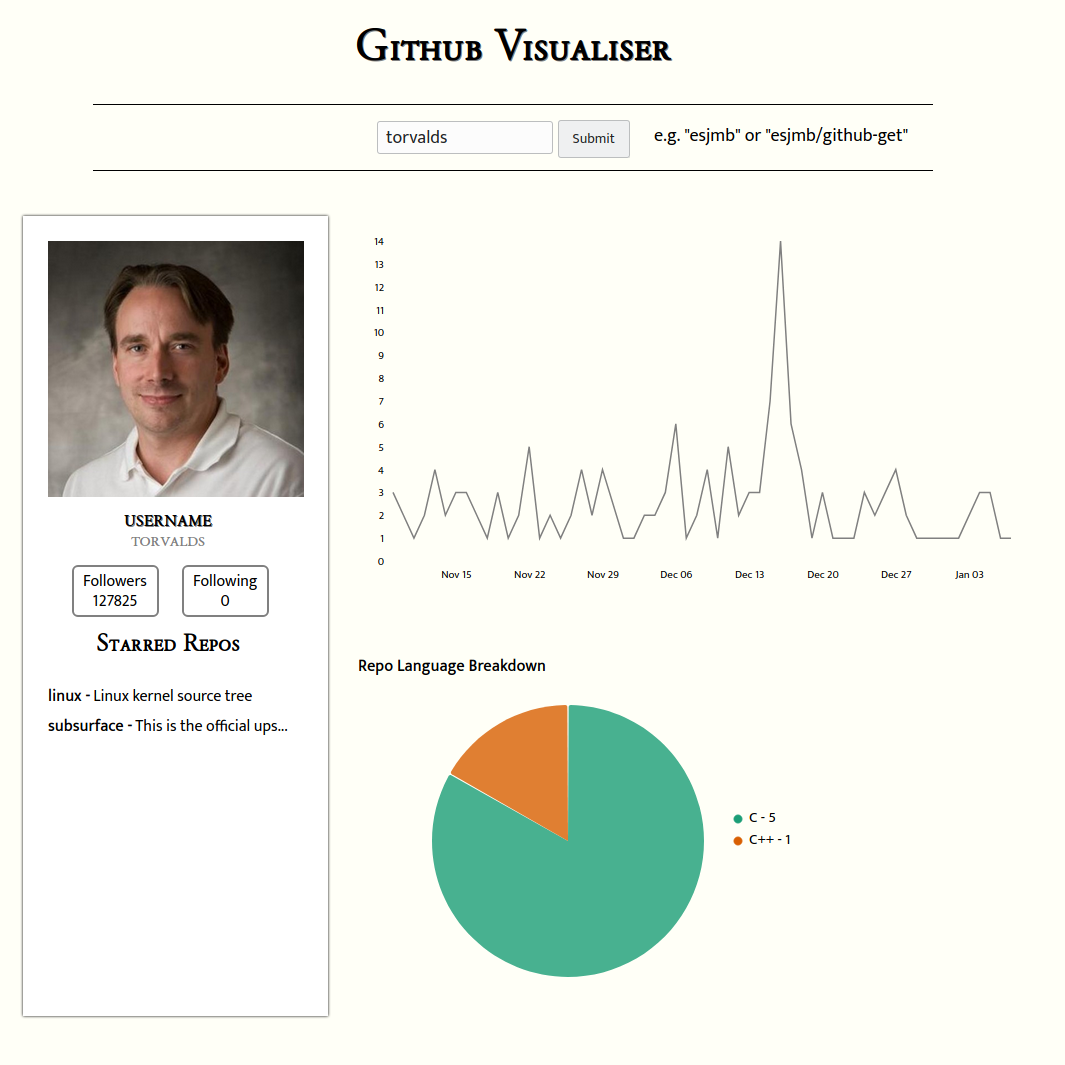 Github Visualiser
torvalds
Submit
e.g. "esjmb" or "esjmb/github-get"
USERNAME
TORVALDS
Followers
127825
Following
0
Starred Repos
linux - Linux kernel source tree
subsurface - This is the official ups...
14
13
12
11
10
9
8
7
6
5
4
3
2
1
0
Nov 15 Nov 22 Nov 29 Dec 06 Dec 13 Dec 20 Dec 27 Jan 03
Repo Language Breakdown
C - 5
C++ - 1